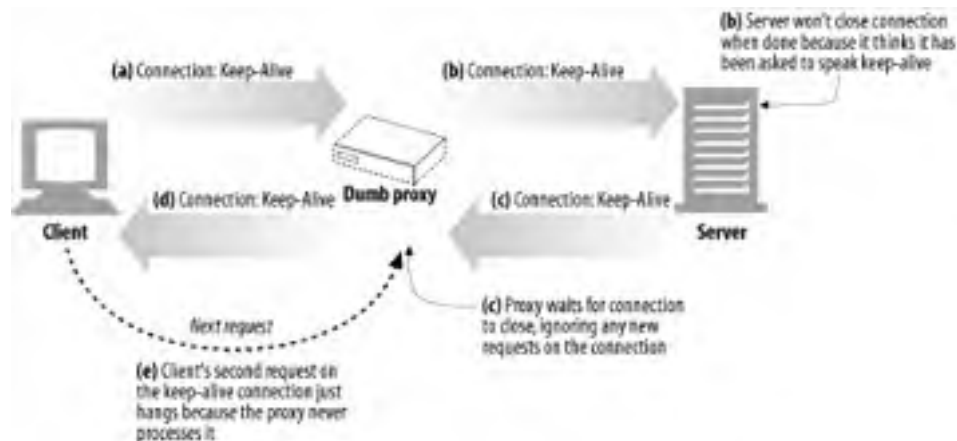 (b) Server won't close connection
when done because it thinks it has
been asked to speak keep-alive
(a) Connection: Keep-Alive
(b) Connection: Keep-Alive
(d) Connection: Keep-Alive
Dumb proxy
(c) Connection: Keep-Alive
Client
Server
Next request
(c) Proxy waits for connection
to close, ignoring any new
requests on the connection
(e) Client's second request on
the keep-alive connection just
hangs because the proxy never
processes it